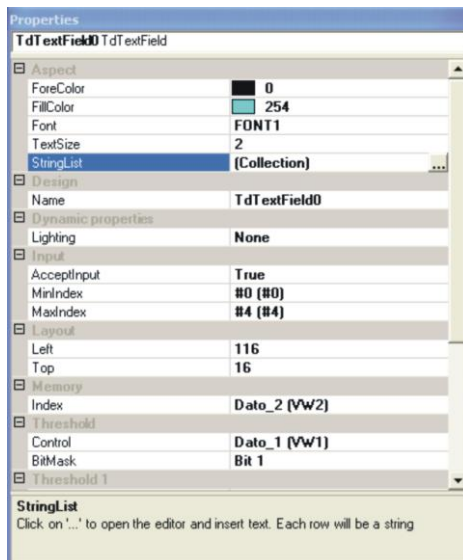 Properties
TdTextField0 TdTextField
Aspect
ForeColor 0
FillColor 254
Font FONT1
TextSize 2
StringList (Collection) ...
Design
Name TdTextField0
Dynamic properties
Lighting None
Input
AcceptInput True
MinIndex #0 (#0)
MaxIndex #4 (#4)
Layout
Left 116
Top 16
Memory
Index Dato_2 (VW2)
Threshold
Control Dato_1 (VW1)
BitMask Bit 1
Threshold 1
StringList
Click on '...' to open the editor and insert text. Each row will be a string